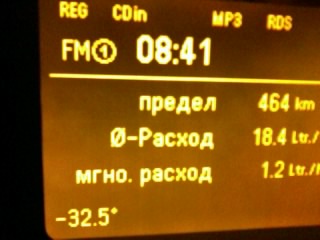 REG CDin MP3 RDS
FM① 08:41
предел 464 km
Ø-Расход 18.4 Ltr./
мгно. расход 1.2 Ltr./
-32.5°